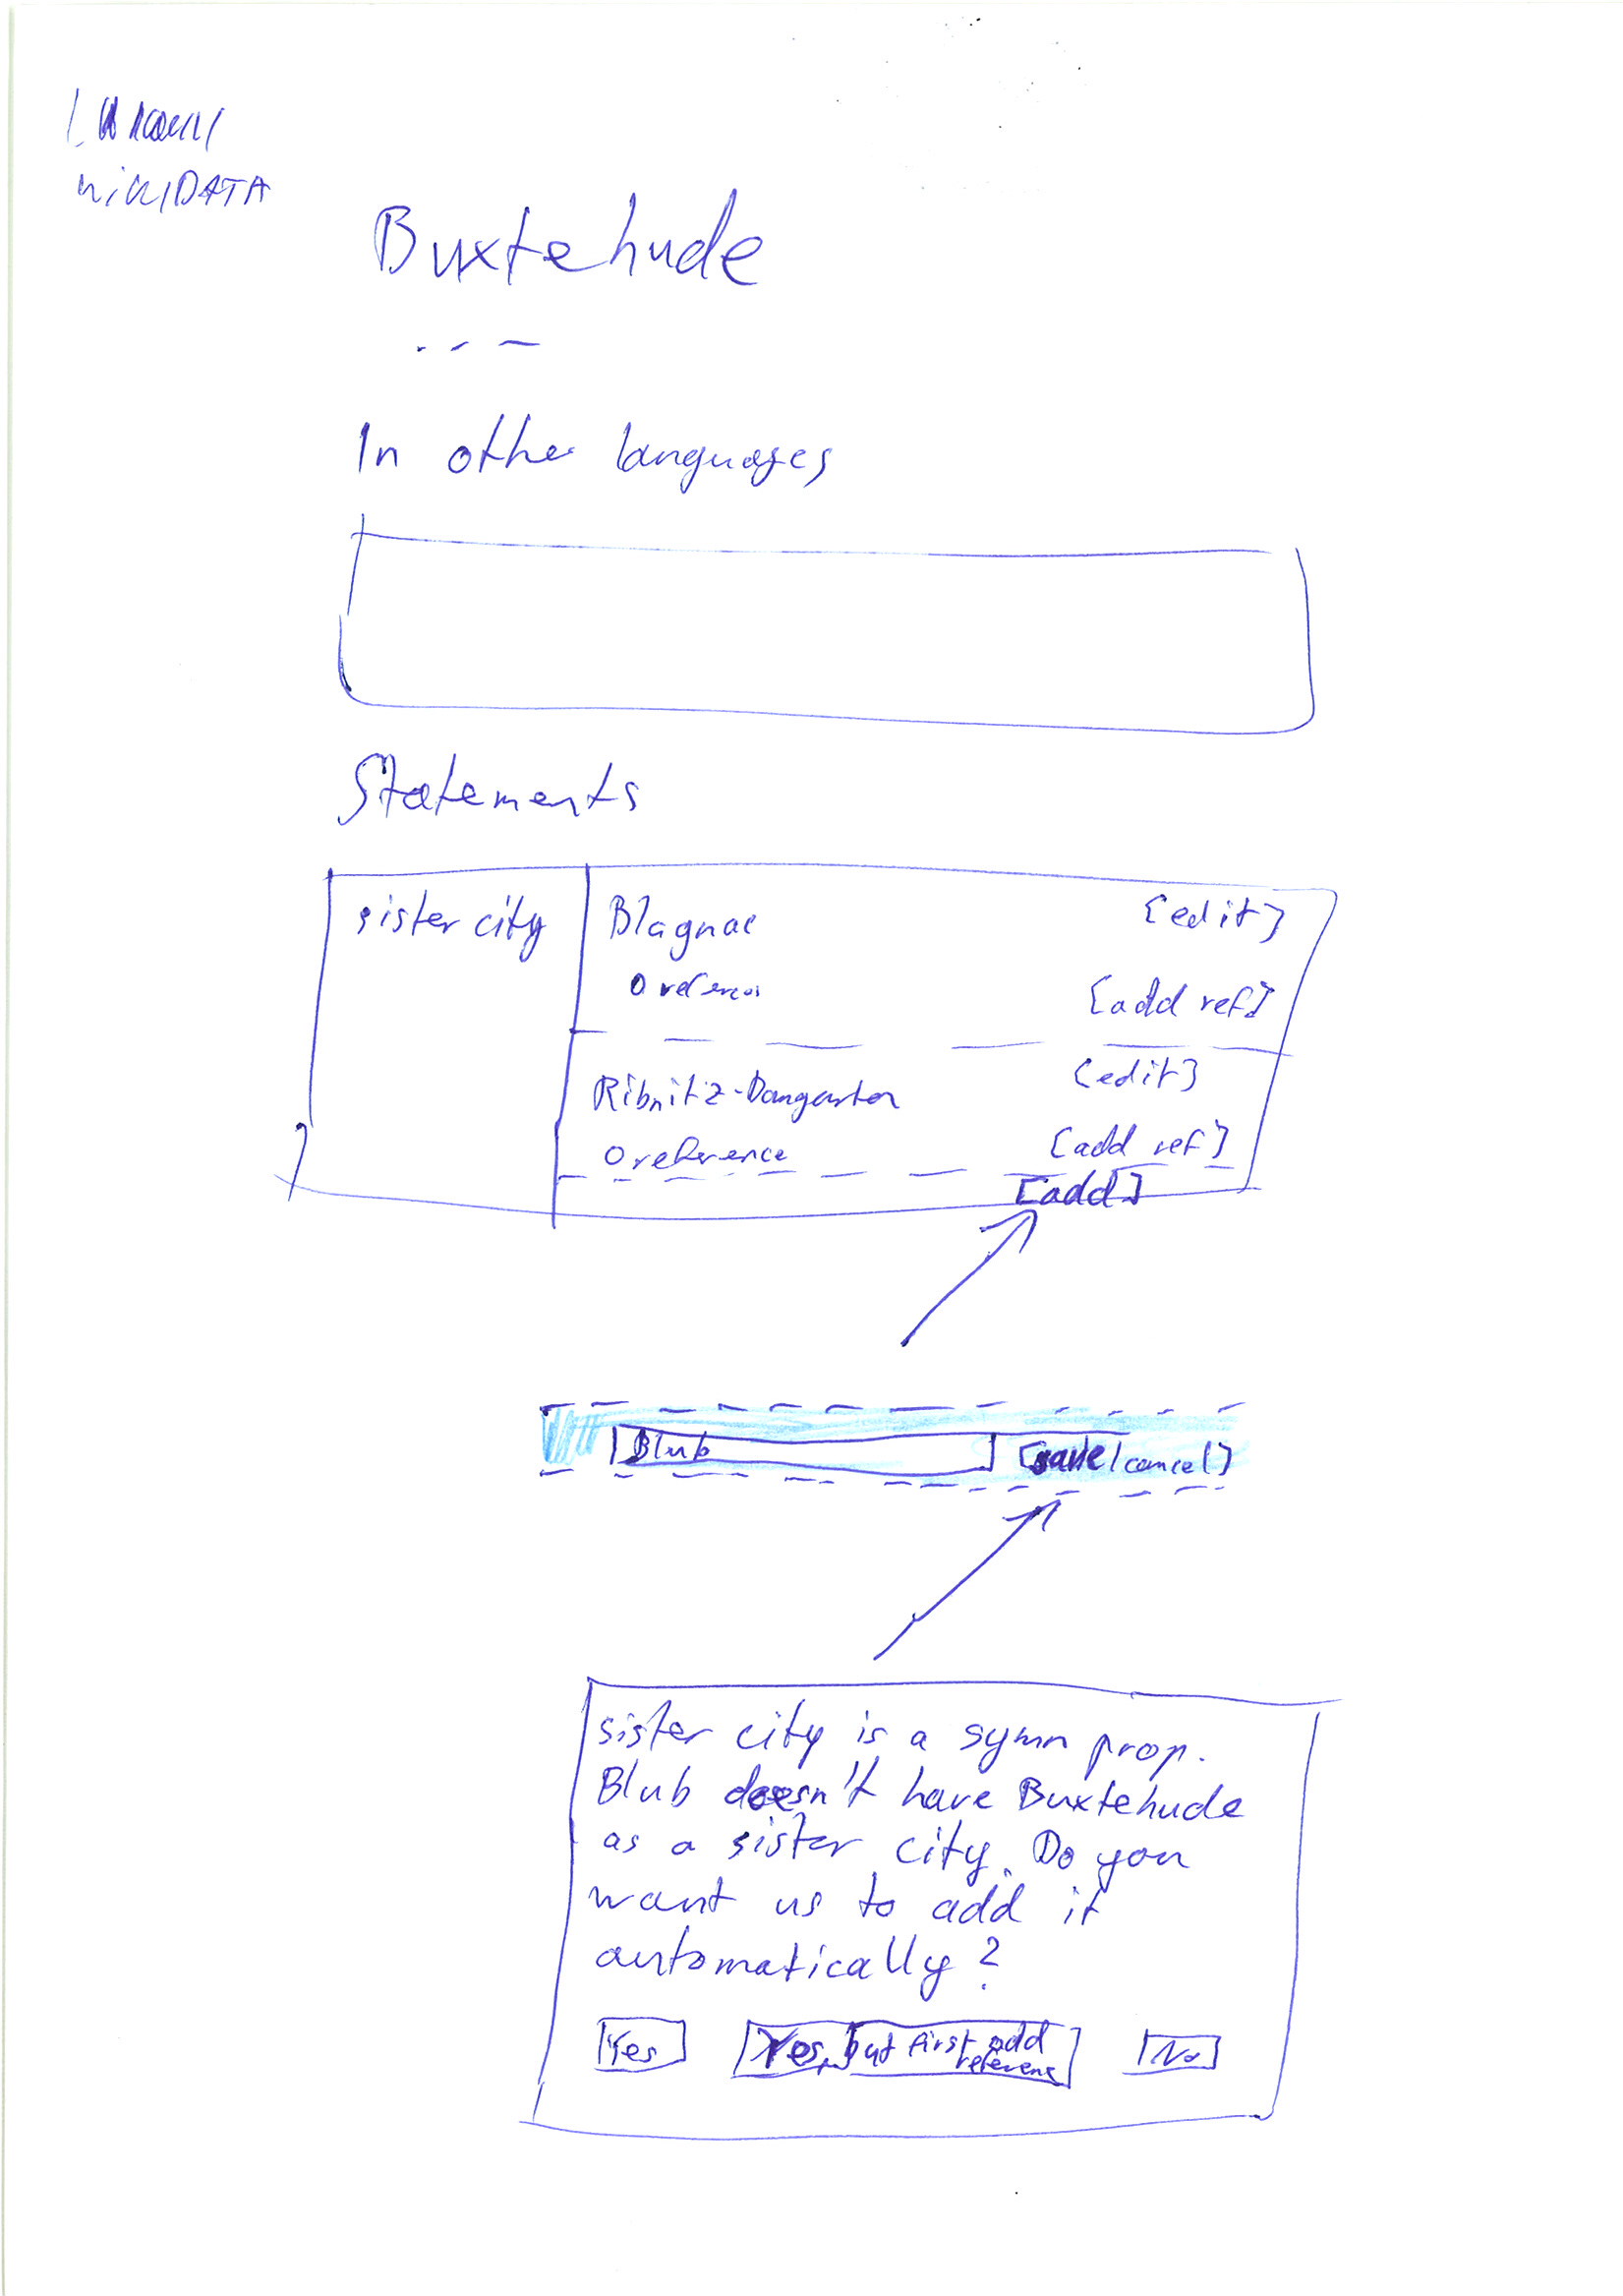 WikiDATA
Buxtehude
In other languages
Statements
sister city
Blagnac [edit]
0 references [add ref]
Ribnitz-Damgarten [edit]
0 reference [add ref]
[add]
Blub [save/cancel]
sister city is a symm prop.
Blub doesn't have Buxtehude
as a sister city. Do you
want us to add it
automatically?
Yes Yes, but first add No
reference